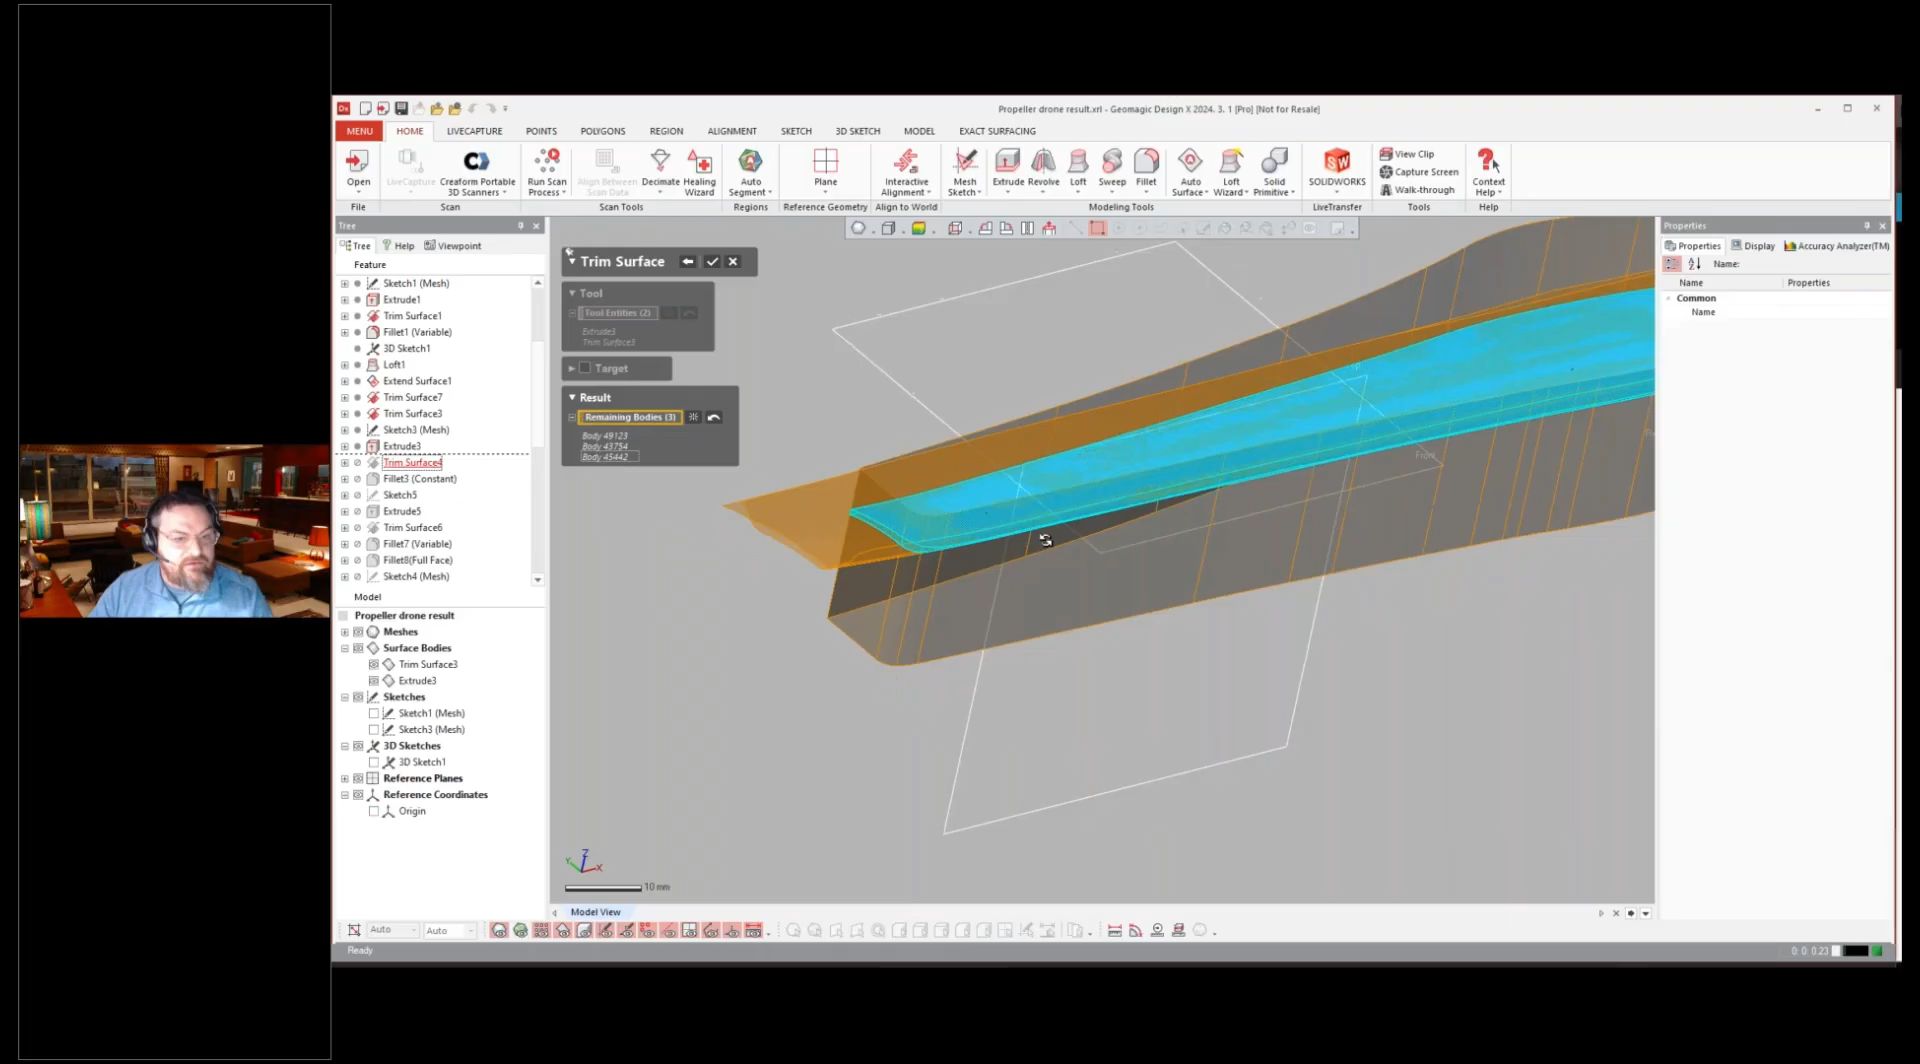 Propeller drone result.xrl - Geomagic Design X 2024. 3. 1 [Pro] [Not for Resale]
MENU HOME LIVECAPTURE POINTS POLYGONS REGION ALIGNMENT SKETCH 3D SKETCH MODEL EXACT SURFACING
Open LiveCapture Creaform Portable 3D Scanners Run Scan Process Align Between Scan Data Decimate Healing Wizard Auto Segment Plane Interactive Alignment Mesh Sketch Extrude Revolve Loft Sweep Fillet Auto Surface Loft Wizard Solid Primitive SOLIDWORKS View Clip Capture Screen Walk-through Context Help
File Scan Scan Tools Regions Reference Geometry Align to World Modeling Tools LiveTransfer Tools Help
Tree
Tree Help Viewpoint
Feature
Sketch1 (Mesh)
Extrude1
Trim Surface1
Fillet1 (Variable)
3D Sketch1
Loft1
Extend Surface1
Trim Surface7
Trim Surface3
Sketch3 (Mesh)
Extrude3
Trim Surface4
Fillet3 (Constant)
Sketch5
Extrude5
Trim Surface6
Fillet7 (Variable)
Fillet8(Full Face)
Sketch4 (Mesh)
Model
Propeller drone result
Meshes
Surface Bodies
Trim Surface3
Extrude3
Sketches
Sketch1 (Mesh)
Sketch3 (Mesh)
3D Sketches
3D Sketch1
Reference Planes
Reference Coordinates
Origin
Trim Surface
Tool
Tool Entities (2)
Extrude3
Trim Surface3
Target
Result
Remaining Bodies (3)
Body 49123
Body 43754
Body 45442
Front
Z
Y X
10 mm
Model View
Properties
Properties Display Accuracy Analyzer(TM)
Name:
Name Properties
Common
Name
Auto Auto
Ready
0: 0: 0.23